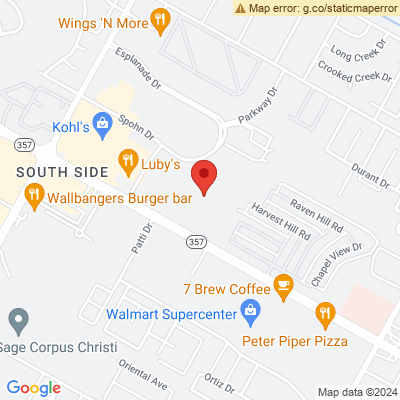 Map error: g.co/staticmaperror
Wings 'N More
Long Creek Dr
Crooked Creek Dr
Esplanade Dr
Parkway Dr
Kohl's
Spohn Dr
357
Luby's
SOUTH SIDE
Durant Dr
Wallbangers Burger bar
Raven Hill Rd
Harvest Hill Rd
Patti Dr
357
Chapel View Dr
7 Brew Coffee
Walmart Supercenter
Peter Piper Pizza
Sage Corpus Christi
Oriental Ave
Ortiz Dr
Google
Map data ©2024